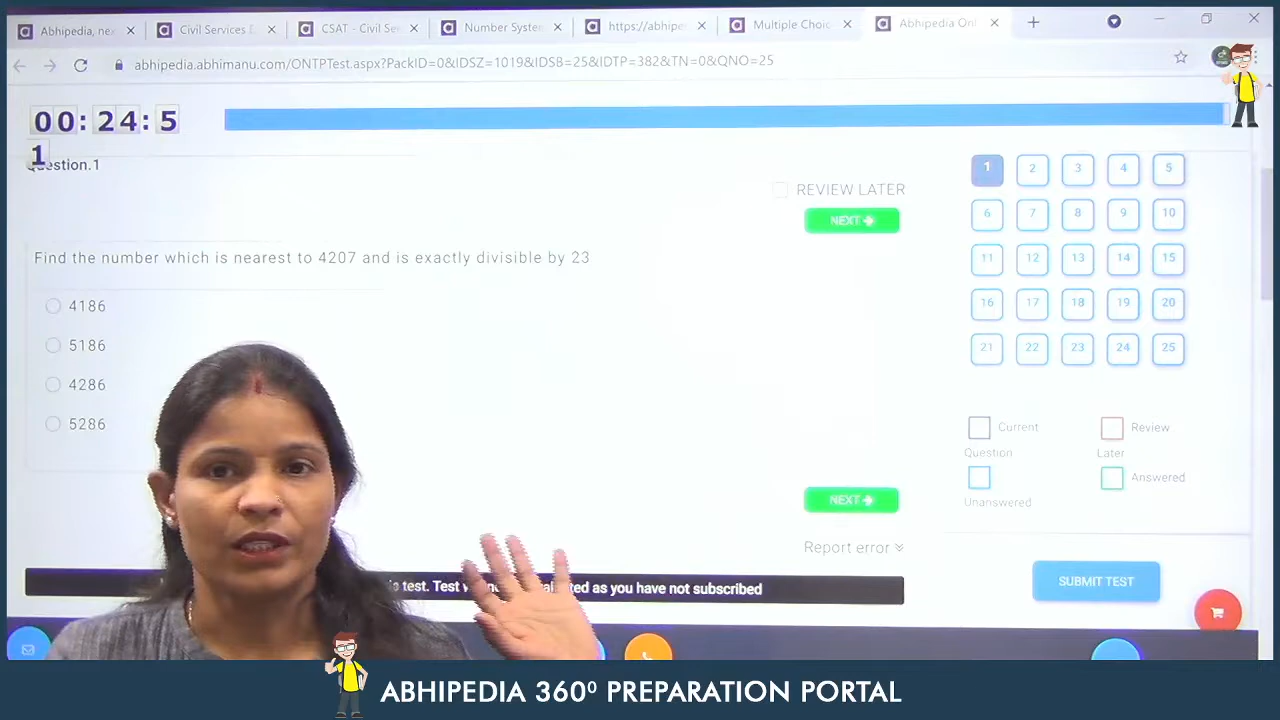 Abhipedia, ne
Civil Services E
CSAT - Civil Se
Number Syste
https://abhipe
Multiple Choi
Abhipedia Onl
abhipedia.abhimanu.com/ONTPTest.aspx?PackID=0&IDSZ=1019&IDSB=25&IDTP=382&TN=0&QNO=25
00:24:5
1
Question.1
REVIEW LATER
NEXT
Find the number which is nearest to 4207 and is exactly divisible by 23
4186
5186
4286
5286
1 2 3 4 5
6 7 8 9 10
11 12 13 14 15
16 17 18 19 20
21 22 23 24 25
Current Question
Review Later
Unanswered
Answered
NEXT
Report error
test. Test as you have not subscribed
SUBMIT TEST
ABHIPEDIA 360⁰ PREPARATION PORTAL